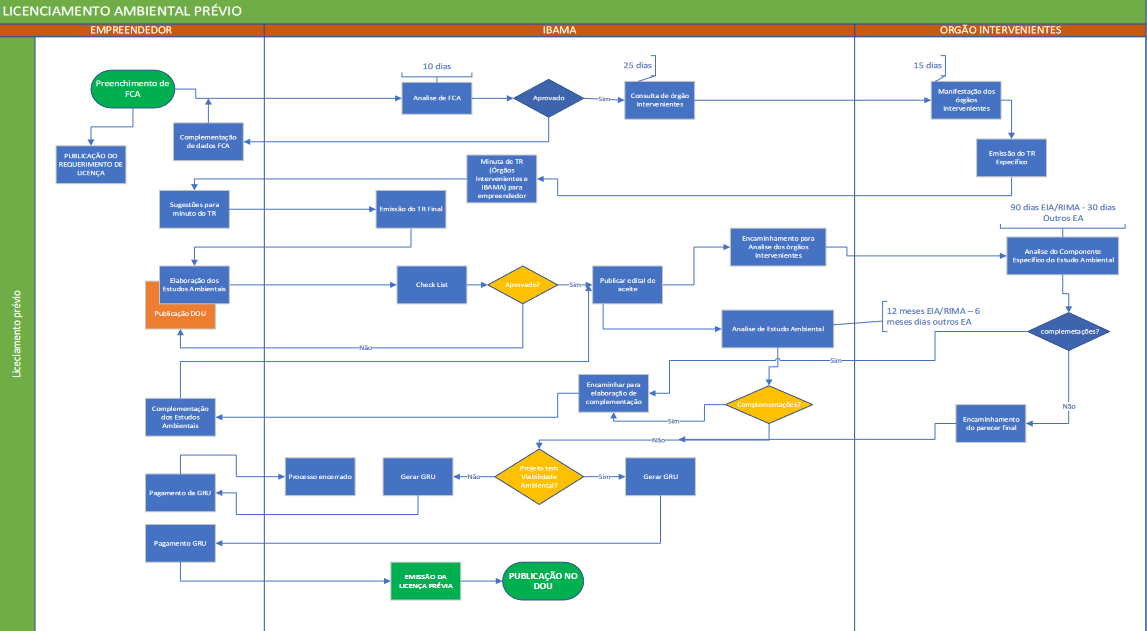 LICENCIAMENTO AMBIENTAL PRÉVIO
EMPREENDEDOR
IBAMA
ORGÃO INTERVENIENTES
Liceciamento prévio
Preenchimento de
FCA
10 dias
Analise de FCA
Aprovado
Sim
25 dias
Consulta de órgão
Intervenientes
15 dias
Manifestação dos
órgãos
Intervenientes
Complementação
de dados FCA
PUBLICAÇÃO DO
REQUERIMENTO DE
LICENÇA
Emissão do TR
Específico
Minuta de TR
(Órgãos
Intervenientes e
IBAMA) para
empreendedor
Sugestões para
minuto do TR
Emissão do TR Final
90 dias EIA/RIMA - 30 dias
Outros EA
Encaminhamento para
Analise dos órgãos
Intervenientes
Analise do Componente
Específico do Estudo Ambiental
Elaboração dos
Estudos Ambientais
Publicação DOU
Check List
Aprovado?
Sim
Publicar edital de
aceite
Não
Analise de Estudo Ambiental
12 meses EIA/RIMA – 6
meses dias outros EA
complemetações?
Sim
Não
Encaminhar para
elaboração de
complementação
Complementações?
Sim
Não
Complementação
dos Estudos
Ambientais
Encaminhamento
do parecer final
Projeto tem
Viabilidade
Ambiental?
Não
Sim
Gerar GRU
Gerar GRU
Processo encerrado
Pagamento da GRU
Pagamento GRU
EMISSÃO DA
LICENÇA PRÉVIA
PUBLICAÇÃO NO
DOU